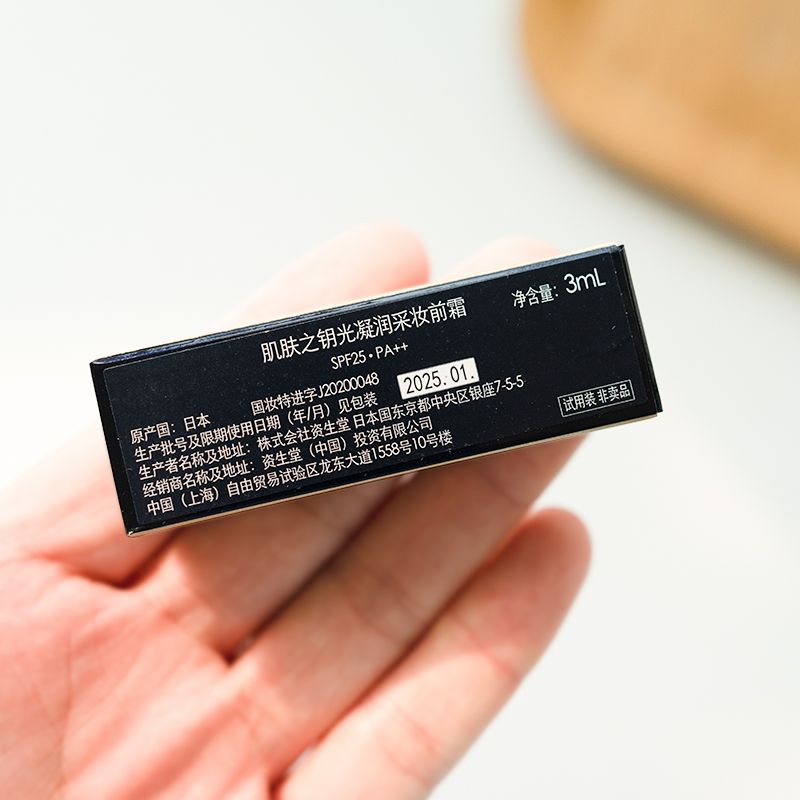 肌肤之钥光凝润采妆前霜
净含量: 3mL
SPF25·PA++
原产国: 日本 国妆特进字J20200048
生产批号及限期使用日期 (年/月) 见包装
2025.01.
生产者名称及地址: 株式会社资生堂 日本国东京都中央区银座7-5-5
经销商名称及地址: 资生堂 (中国) 投资有限公司
中国 (上海) 自由贸易试验区龙东大道1558号10号楼
试用装 非卖品